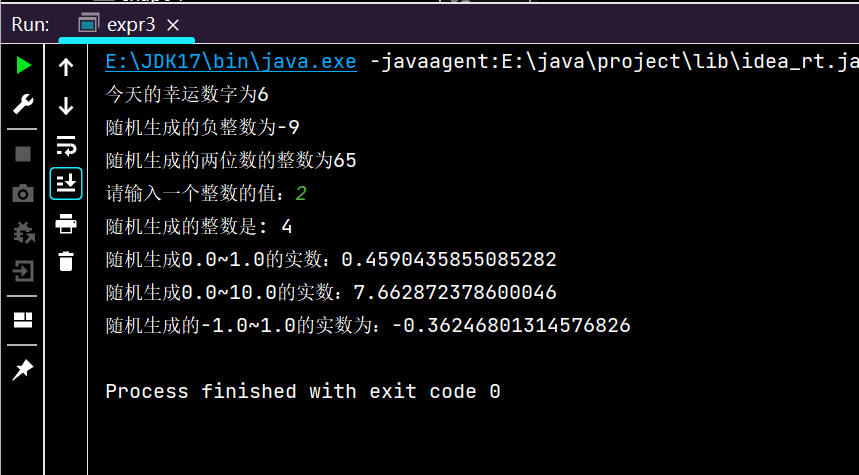 Run: expr3
E:\JDK17\bin\java.exe -javaagent:E:\java\project\lib\idea_rt.ja
今天的幸运数字为6
随机生成的负整数为-9
随机生成的两位数的整数为65
请输入一个整数的值：2
随机生成的整数是: 4
随机生成0.0~1.0的实数：0.4590435855085282
随机生成0.0~10.0的实数：7.662872378600046
随机生成的-1.0~1.0的实数为：-0.36246801314576826
Process finished with exit code 0